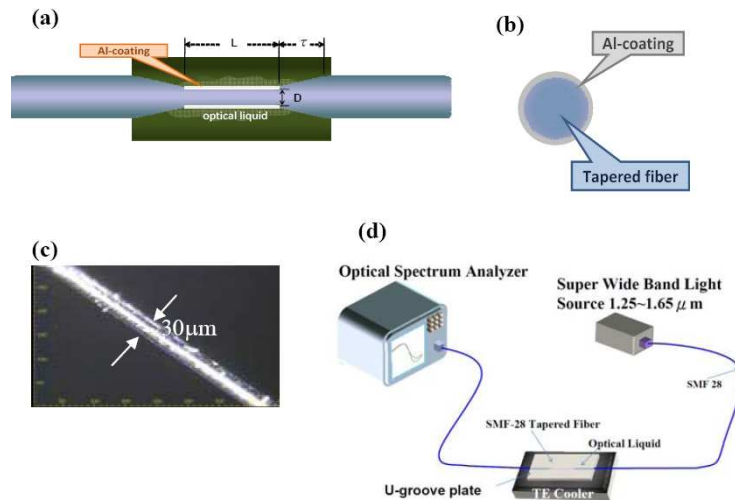 (a)
L
τ
Al-coating
D
optical liquid
(b)
Al-coating
Tapered fiber
(c)
30μm
(d)
Optical Spectrum Analyzer
Super Wide Band Light
Source 1.25~1.65μm
SMF 28
SMF-28 Tapered Fiber
Optical Liquid
U-groove plate
TE Cooler